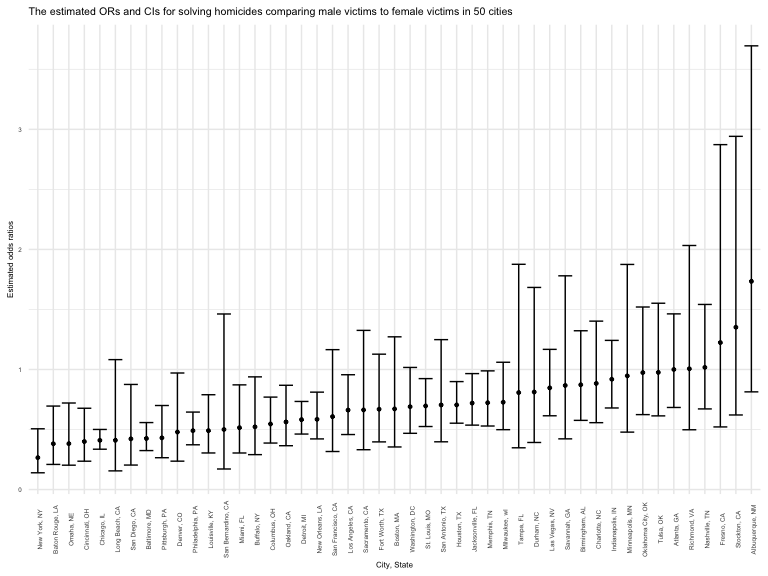 The estimated ORs and CIs for solving homicides comparing male victims to female victims in 50 cities
Estimated odds ratios
3
2
1
0
New York, NY
Baton Rouge, LA
Omaha, NE
Cincinnati, OH
Chicago, IL
Long Beach, CA
San Diego, CA
Baltimore, MD
Pittsburgh, PA
Denver, CO
Philadelphia, PA
Louisville, KY
San Bernardino, CA
Miami, FL
Buffalo, NY
Columbus, OH
Oakland, CA
Detroit, MI
New Orleans, LA
San Francisco, CA
Los Angeles, CA
Sacramento, CA
Fort Worth, TX
Boston, MA
Washington, DC
St. Louis, MO
San Antonio, TX
Houston, TX
Jacksonville, FL
Memphis, TN
Milwaukee, wI
Tampa, FL
Durham, NC
Las Vegas, NV
Savannah, GA
Birmingham, AL
Charlotte, NC
Indianapolis, IN
Minneapolis, MN
Oklahoma City, OK
Tulsa, OK
Atlanta, GA
Richmond, VA
Nashville, TN
Fresno, CA
Stockton, CA
Albuquerque, NM
City, State